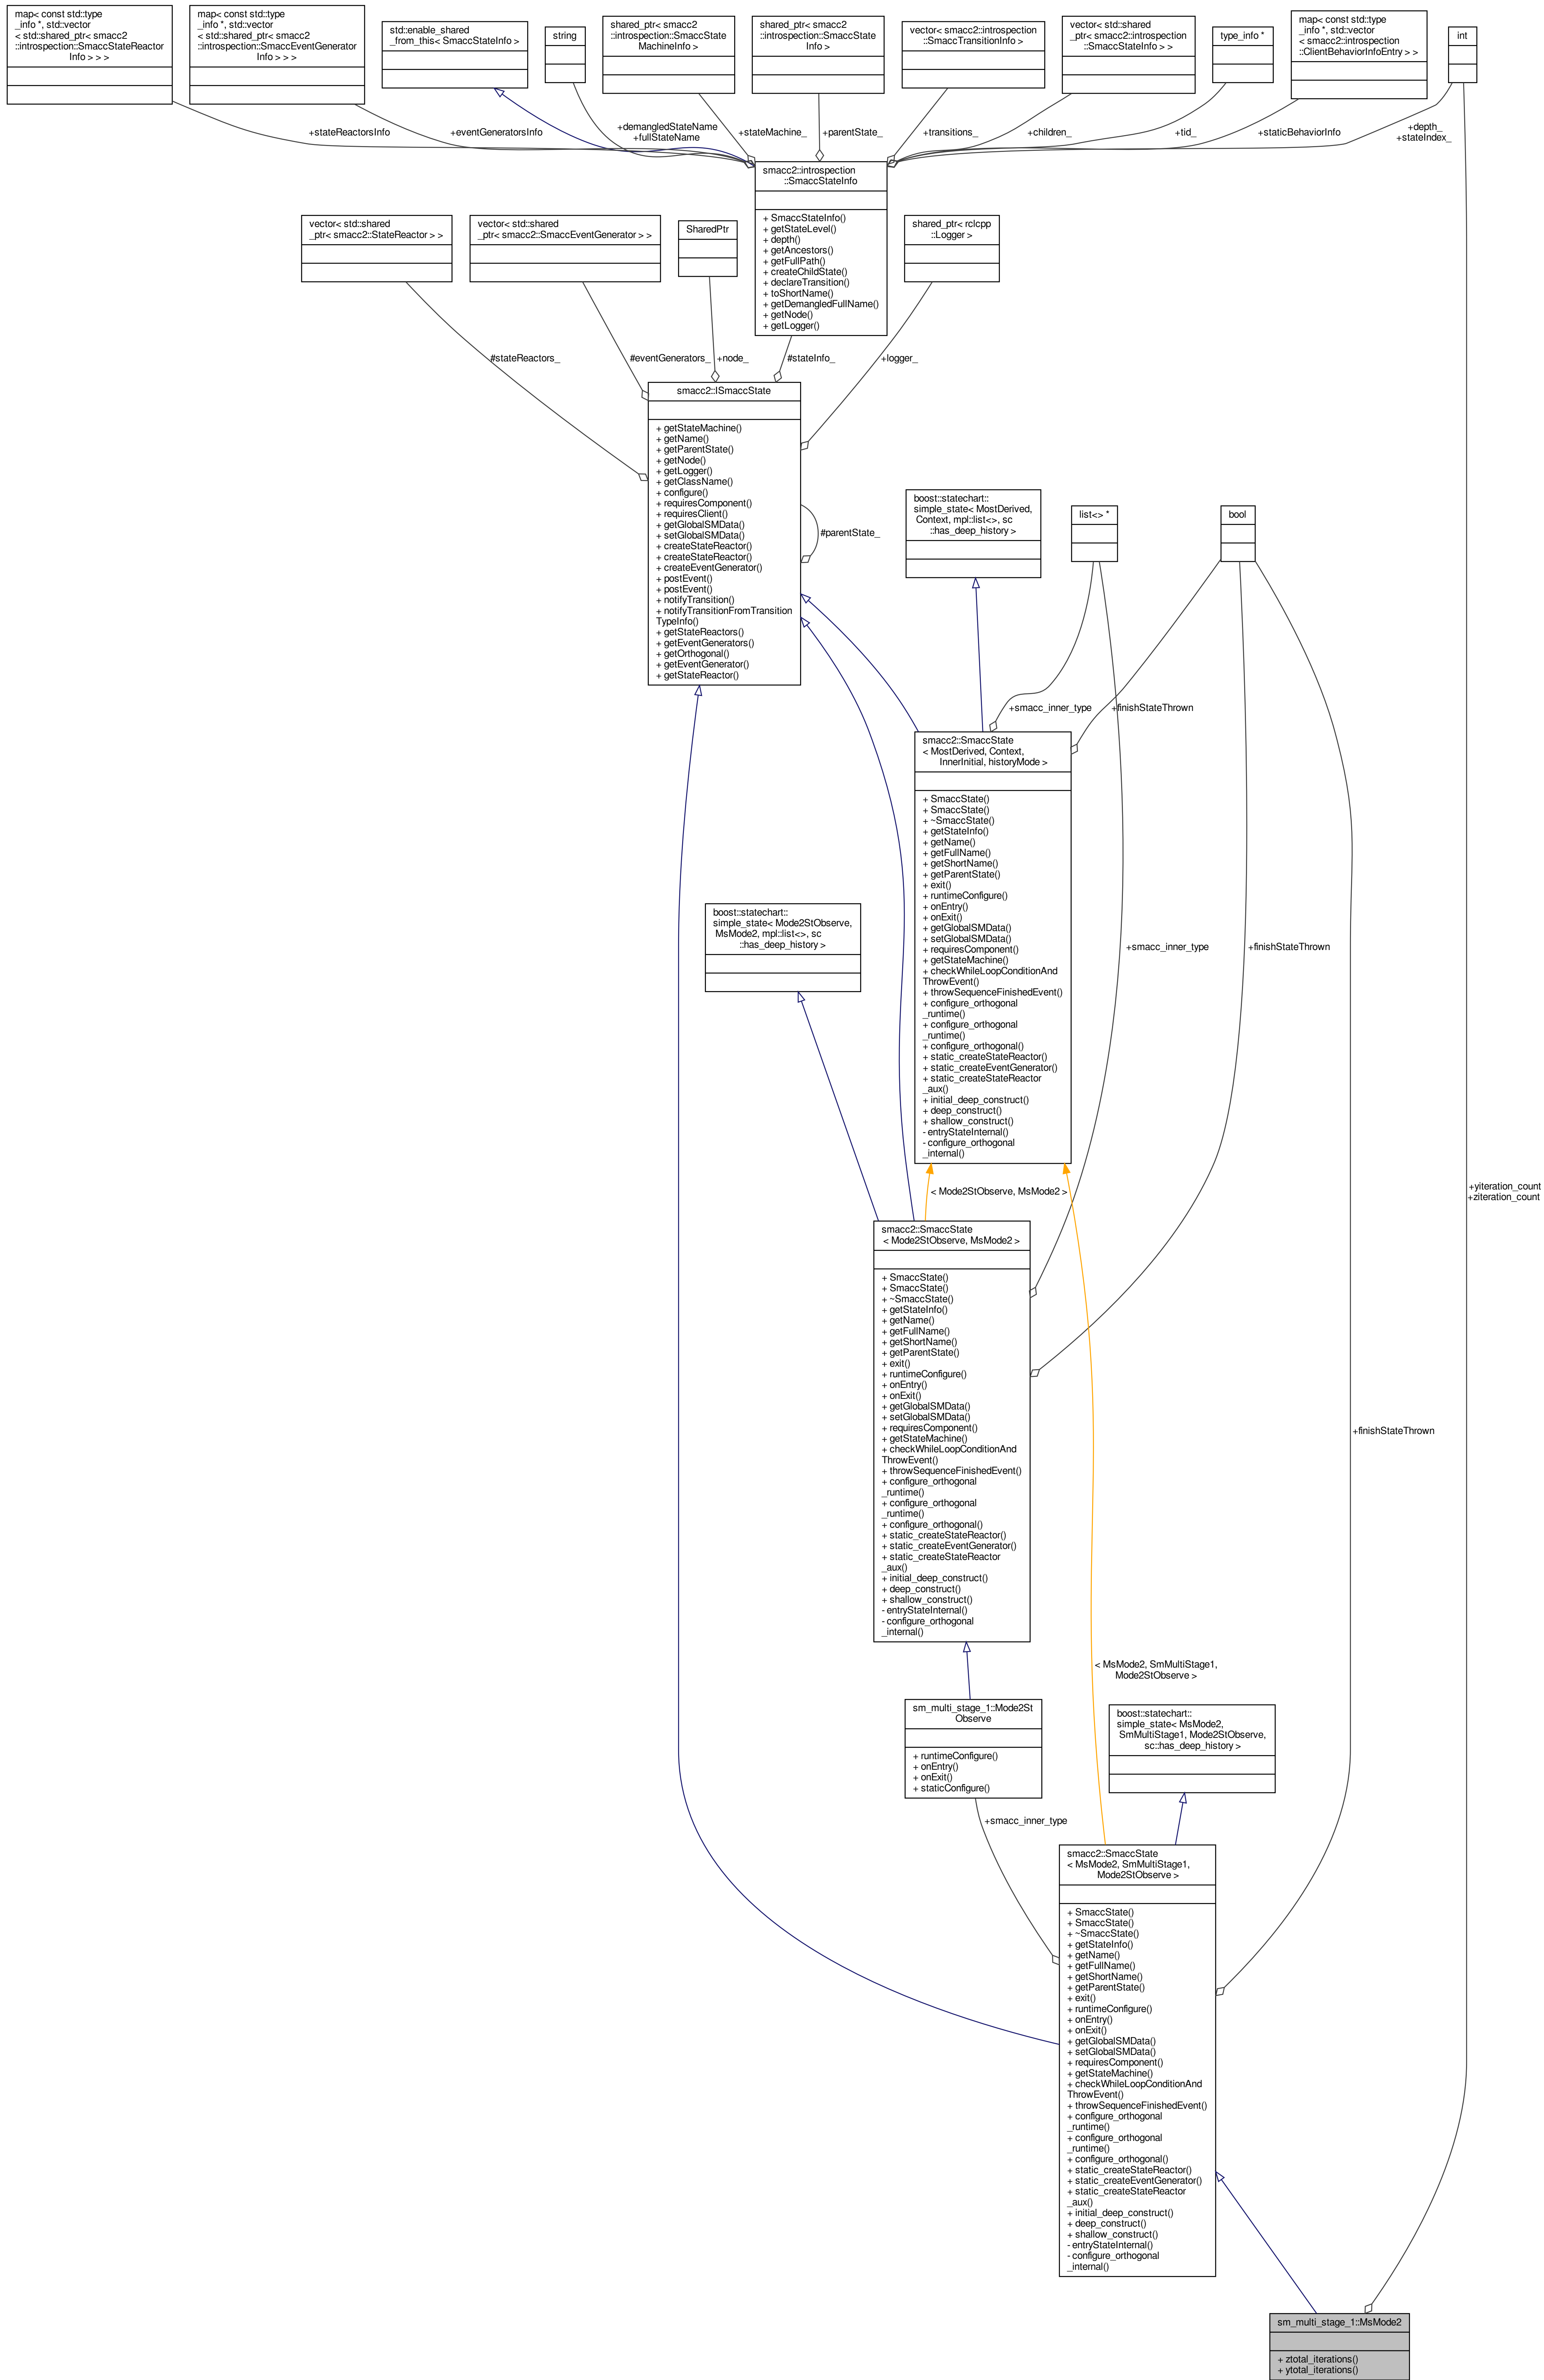 map< const std::type
_info *, std::vector
< std::shared_ptr< smacc2
::introspection::SmaccStateReactor
Info > > >
map< const std::type
_info *, std::vector
< std::shared_ptr< smacc2
::introspection::SmaccEventGenerator
Info > > >
std::enable_shared
_from_this< SmaccStateInfo >
string
shared_ptr< smacc2
::introspection::SmaccState
MachineInfo >
shared_ptr< smacc2
::introspection::SmaccState
Info >
vector< smacc2::introspection
::SmaccTransitionInfo >
vector< std::shared
_ptr< smacc2::introspection
::SmaccStateInfo > >
type_info *
map< const std::type
_info *, std::vector
< smacc2::introspection
::ClientBehaviorInfoEntry > >
int
+stateReactorsInfo
+eventGeneratorsInfo
+demangledStateName
+fullStateName
+stateMachine_
+parentState_
+transitions_
+children_
+tid_
+staticBehaviorInfo
+depth_
+stateIndex_
smacc2::introspection
::SmaccStateInfo
+ SmaccStateInfo()
+ getStateLevel()
+ depth()
+ getAncestors()
+ getFullPath()
+ createChildState()
+ declareTransition()
+ toShortName()
+ getDemangledFullName()
+ getNode()
+ getLogger()
vector< std::shared
_ptr< smacc2::StateReactor > >
vector< std::shared
_ptr< smacc2::SmaccEventGenerator > >
SharedPtr
shared_ptr< rclcpp
::Logger >
#stateReactors_
#eventGenerators_
+node_
#stateInfo_
+logger_
smacc2::ISmaccState
+ getStateMachine()
+ getName()
+ getParentState()
+ getNode()
+ getLogger()
+ getClassName()
+ configure()
+ requiresComponent()
+ requiresClient()
+ getGlobalSMData()
+ setGlobalSMData()
+ createStateReactor()
+ createStateReactor()
+ createEventGenerator()
+ postEvent()
+ postEvent()
+ notifyTransition()
+ notifyTransitionFromTransition
TypeInfo()
+ getStateReactors()
+ getEventGenerators()
+ getOrthogonal()
+ getEventGenerator()
+ getStateReactor()
#parentState_
boost::statechart::
simple_state< MostDerived,
Context, mpl::list<>, sc
::has_deep_history >
list<> *
bool
+smacc_inner_type
+finishStateThrown
smacc2::SmaccState
< MostDerived, Context,
InnerInitial, historyMode >
+ SmaccState()
+ SmaccState()
+ ~SmaccState()
+ getStateInfo()
+ getName()
+ getFullName()
+ getShortName()
+ getParentState()
+ exit()
+ runtimeConfigure()
+ onEntry()
+ onExit()
+ getGlobalSMData()
+ setGlobalSMData()
+ requiresComponent()
+ getStateMachine()
+ checkWhileLoopConditionAnd
ThrowEvent()
+ throwSequenceFinishedEvent()
+ configure_orthogonal
_runtime()
+ configure_orthogonal
_runtime()
+ configure_orthogonal()
+ static_createStateReactor()
+ static_createEventGenerator()
+ static_createStateReactor
_aux()
+ initial_deep_construct()
+ deep_construct()
+ shallow_construct()
- entryStateInternal()
- configure_orthogonal
_internal()
boost::statechart::
simple_state< Mode2StObserve,
MsMode2, mpl::list<>, sc
::has_deep_history >
+smacc_inner_type
+finishStateThrown
< Mode2StObserve, MsMode2 >
+yiteration_count
+ziteration_count
smacc2::SmaccState
< Mode2StObserve, MsMode2 >
+ SmaccState()
+ SmaccState()
+ ~SmaccState()
+ getStateInfo()
+ getName()
+ getFullName()
+ getShortName()
+ getParentState()
+ exit()
+ runtimeConfigure()
+ onEntry()
+ onExit()
+ getGlobalSMData()
+ setGlobalSMData()
+ requiresComponent()
+ getStateMachine()
+ checkWhileLoopConditionAnd
ThrowEvent()
+ throwSequenceFinishedEvent()
+ configure_orthogonal
_runtime()
+ configure_orthogonal
_runtime()
+ configure_orthogonal()
+ static_createStateReactor()
+ static_createEventGenerator()
+ static_createStateReactor
_aux()
+ initial_deep_construct()
+ deep_construct()
+ shallow_construct()
- entryStateInternal()
- configure_orthogonal
_internal()
+finishStateThrown
< MsMode2, SmMultiStage1,
Mode2StObserve >
sm_multi_stage_1::Mode2St
Observe
+ runtimeConfigure()
+ onEntry()
+ onExit()
+ staticConfigure()
boost::statechart::
simple_state< MsMode2,
SmMultiStage1, Mode2StObserve,
sc::has_deep_history >
+smacc_inner_type
smacc2::SmaccState
< MsMode2, SmMultiStage1,
Mode2StObserve >
+ SmaccState()
+ SmaccState()
+ ~SmaccState()
+ getStateInfo()
+ getName()
+ getFullName()
+ getShortName()
+ getParentState()
+ exit()
+ runtimeConfigure()
+ onEntry()
+ onExit()
+ getGlobalSMData()
+ setGlobalSMData()
+ requiresComponent()
+ getStateMachine()
+ checkWhileLoopConditionAnd
ThrowEvent()
+ throwSequenceFinishedEvent()
+ configure_orthogonal
_runtime()
+ configure_orthogonal
_runtime()
+ configure_orthogonal()
+ static_createStateReactor()
+ static_createEventGenerator()
+ static_createStateReactor
_aux()
+ initial_deep_construct()
+ deep_construct()
+ shallow_construct()
- entryStateInternal()
- configure_orthogonal
_internal()
sm_multi_stage_1::MsMode2
+ ztotal_iterations()
+ ytotal_iterations()